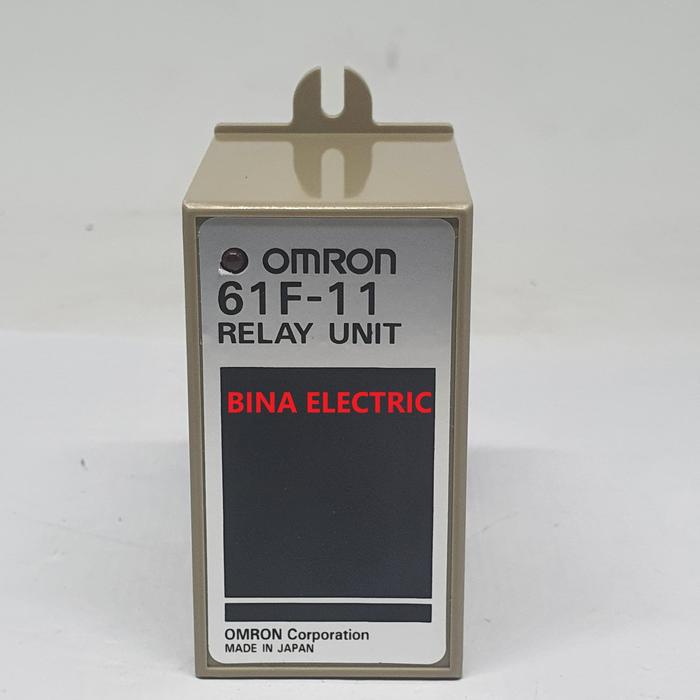 OMRON
61F-11
RELAY UNIT
BINA ELECTRIC
OMRON Corporation
MADE IN JAPAN